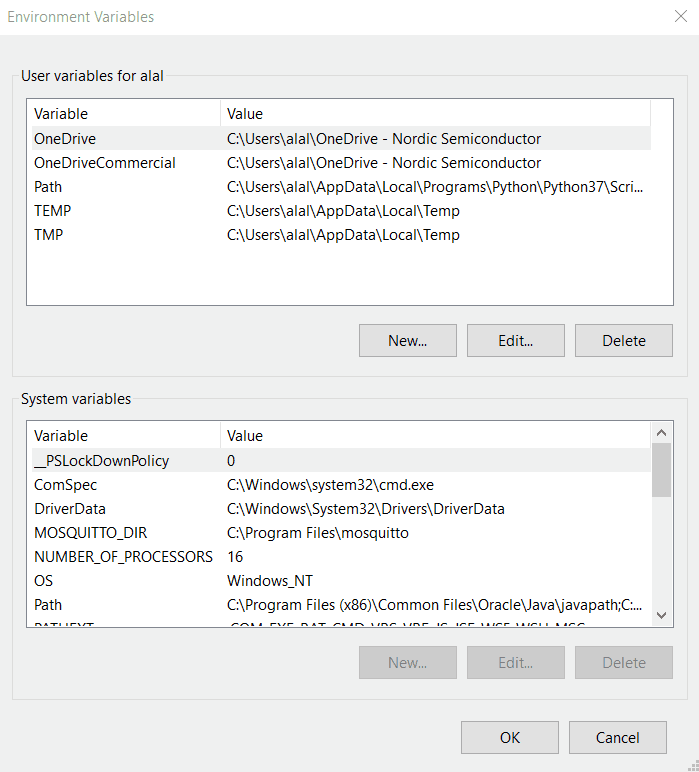 Environment Variables
User variables for alal
Variable Value
OneDrive C:\Users\alal\OneDrive - Nordic Semiconductor
OneDriveCommercial C:\Users\alal\OneDrive - Nordic Semiconductor
Path C:\Users\alal\AppData\Local\Programs\Python\Python37\Scri...
TEMP C:\Users\alal\AppData\Local\Temp
TMP C:\Users\alal\AppData\Local\Temp
New... Edit... Delete
System variables
Variable Value
__PSLockDownPolicy 0
ComSpec C:\Windows\system32\cmd.exe
DriverData C:\Windows\System32\Drivers\DriverData
MOSQUITTO_DIR C:\Program Files\mosquitto
NUMBER_OF_PROCESSORS 16
OS Windows_NT
Path C:\Program Files (x86)\Common Files\Oracle\Java\javapath;C:...
New... Edit... Delete
OK Cancel